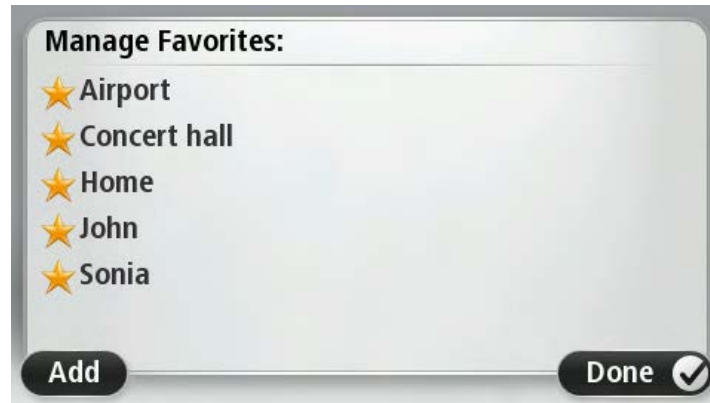 Manage Favorites:
Airport
Concert hall
Home
John
Sonia
Add
Done